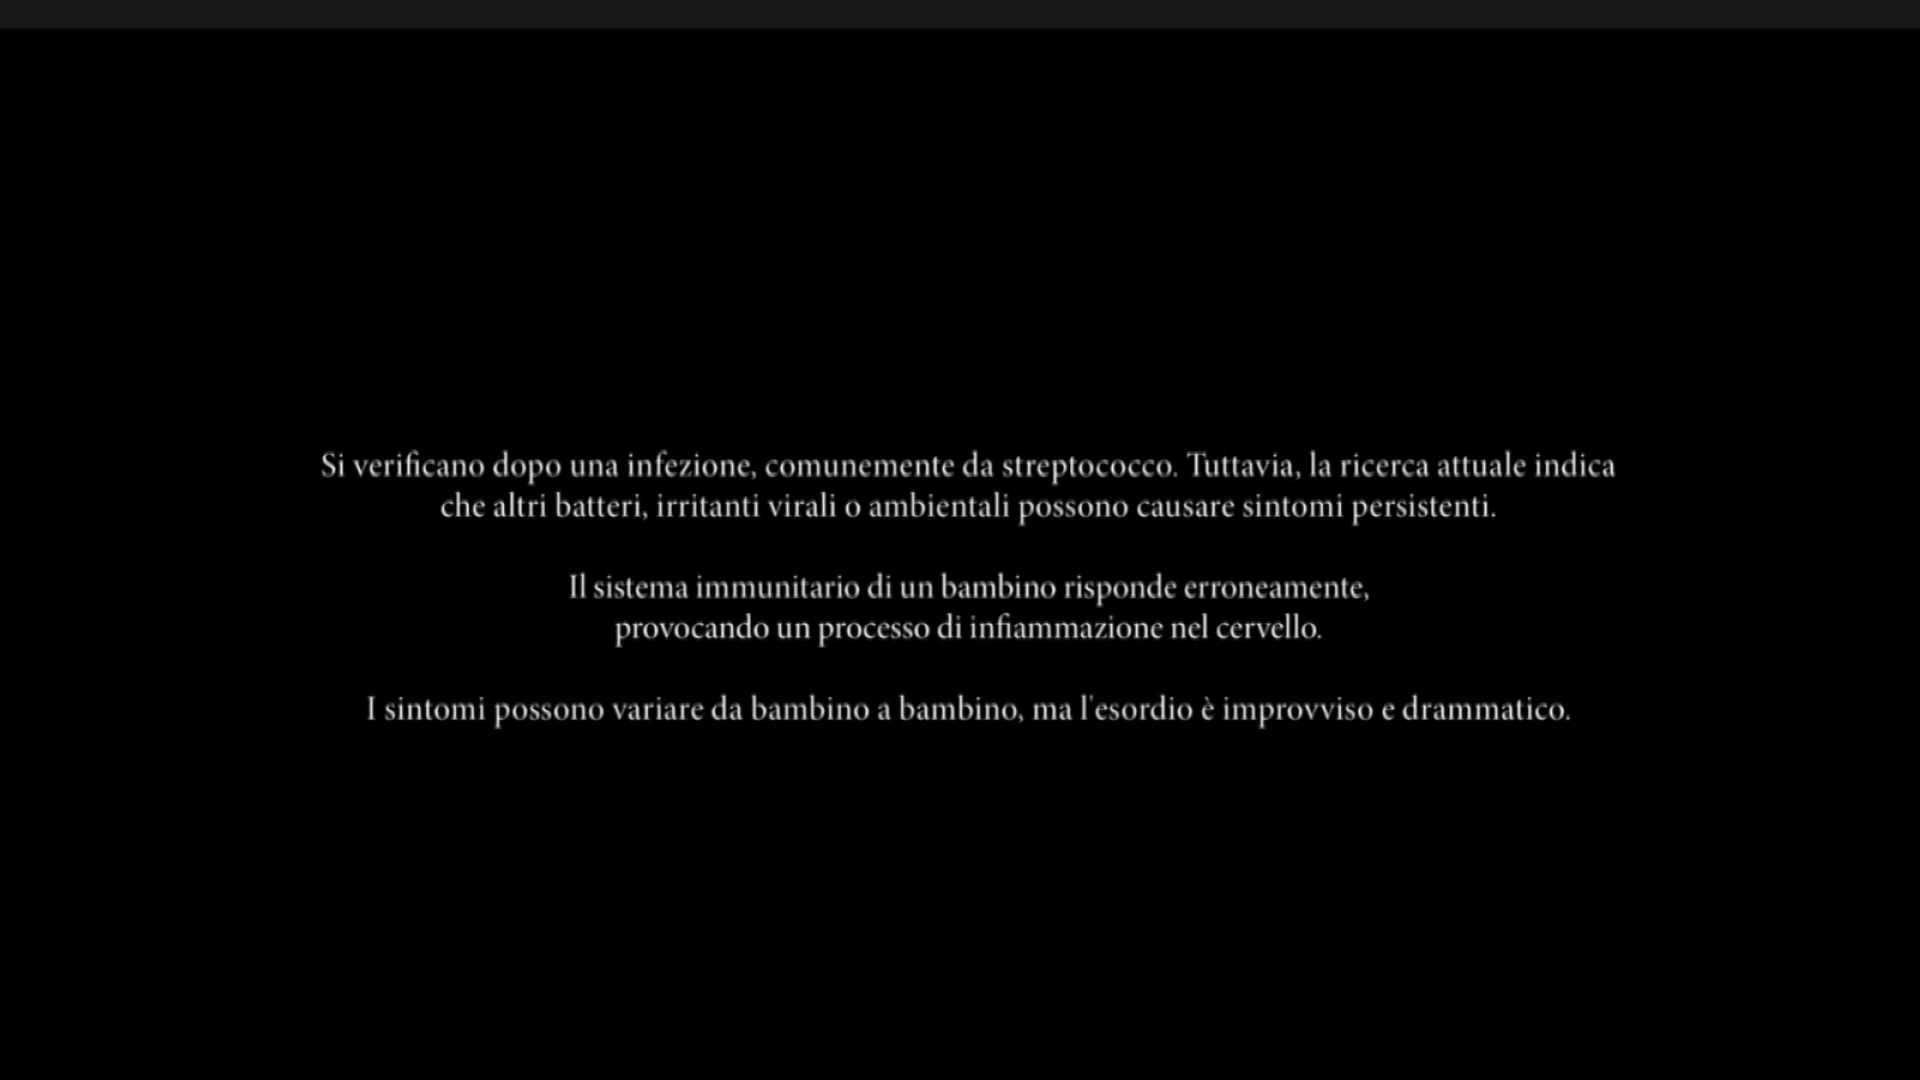 Si verificano dopo una infezione, comunemente da streptococco. Tuttavia, la ricerca attuale indica
che altri batteri, irritanti virali o ambientali possono causare sintomi persistenti.
Il sistema immunitario di un bambino risponde erroneamente,
provocando un processo di infiammazione nel cervello.
I sintomi possono variare da bambino a bambino, ma l'esordio è improvviso e drammatico.